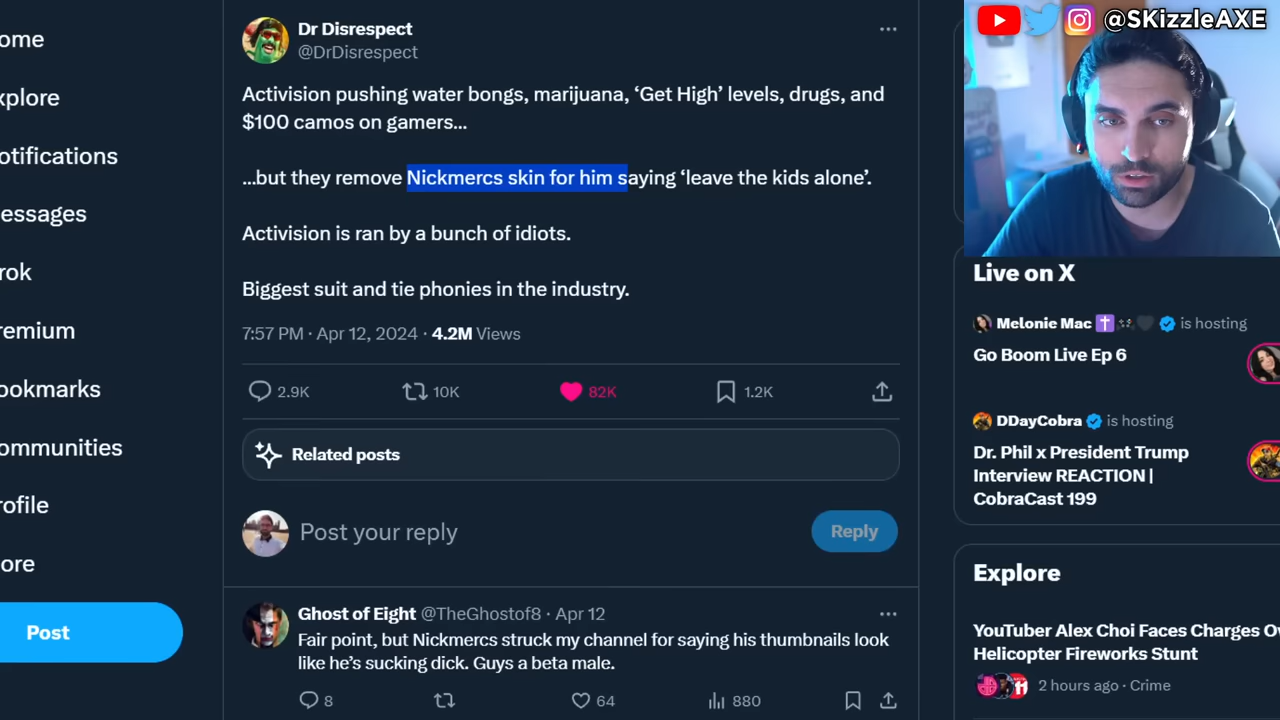 @SKizzleAXE
ome
xplore
otifications
essages
rok
remium
ookmarks
ommunities
rofile
ore
Post
Dr Disrespect
@DrDisrespect
Activision pushing water bongs, marijuana, ‘Get High’ levels, drugs, and
$100 camos on gamers...
...but they remove Nickmercs skin for him saying ‘leave the kids alone’.
Activision is ran by a bunch of idiots.
Biggest suit and tie phonies in the industry.
7:57 PM · Apr 12, 2024 · 4.2M Views
2.9K 10K 82K 1.2K
Related posts
Post your reply
Reply
Ghost of Eight @TheGhostof8 · Apr 12
Fair point, but Nickmercs struck my channel for saying his thumbnails look
like he’s sucking dick. Guys a beta male.
8 64 880
Live on X
Melonie Mac is hosting
Go Boom Live Ep 6
DDayCobra is hosting
Dr. Phil x President Trump
Interview REACTION |
CobraCast 199
Explore
YouTuber Alex Choi Faces Charges O
Helicopter Fireworks Stunt
2 hours ago · Crime